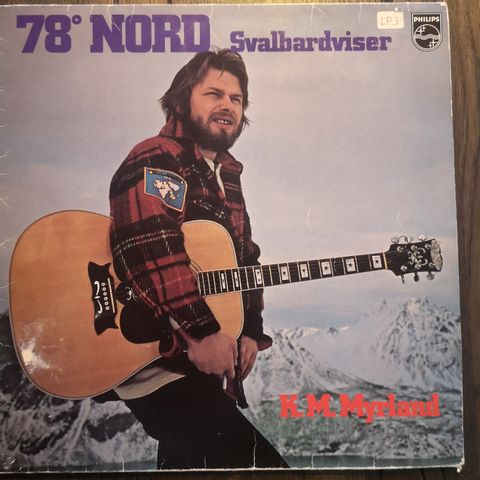 78° NORD Svalbardviser
LP3
PHILIPS
K. M. Myrland